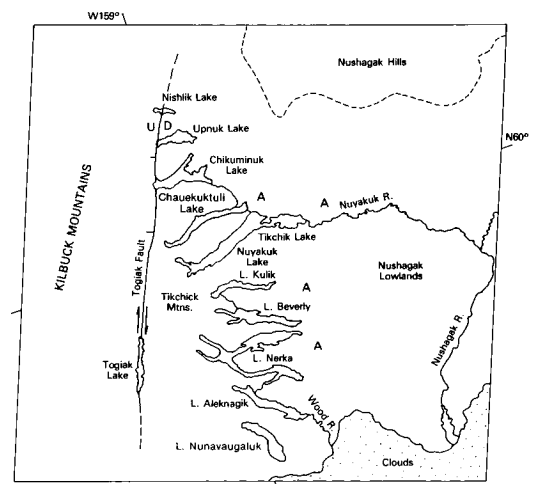 W159°
Nushagak Hills
Nishlik Lake
U D
Upnuk Lake
N60°
Chikuminuk
Lake
KILBUCK MOUNTAINS
Chauekuktuli
Lake
A
A
Nuyakuk R.
Tikchik Lake
Nuyakuk
Lake
Togiak Fault
L. Kulik
A
Nushagak
Lowlands
Tikchick
Mtns.
L. Beverly
A
Nushagak R.
Togiak
Lake
L. Nerka
L. Aleknagik
Wood R.
L. Nunavaugaluk
Clouds